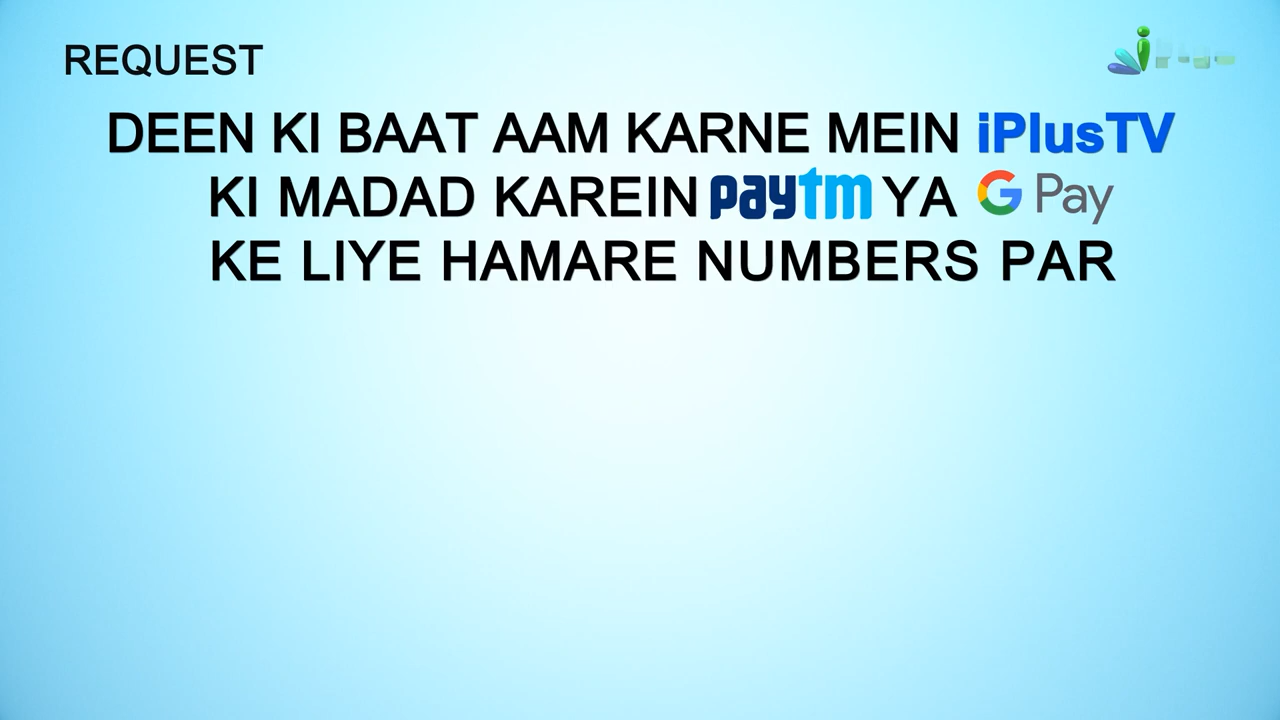 REQUEST
DEEN KI BAAT AAM KARNE MEIN iPlusTV
KI MADAD KAREIN paytm YA G Pay
KE LIYE HAMARE NUMBERS PAR